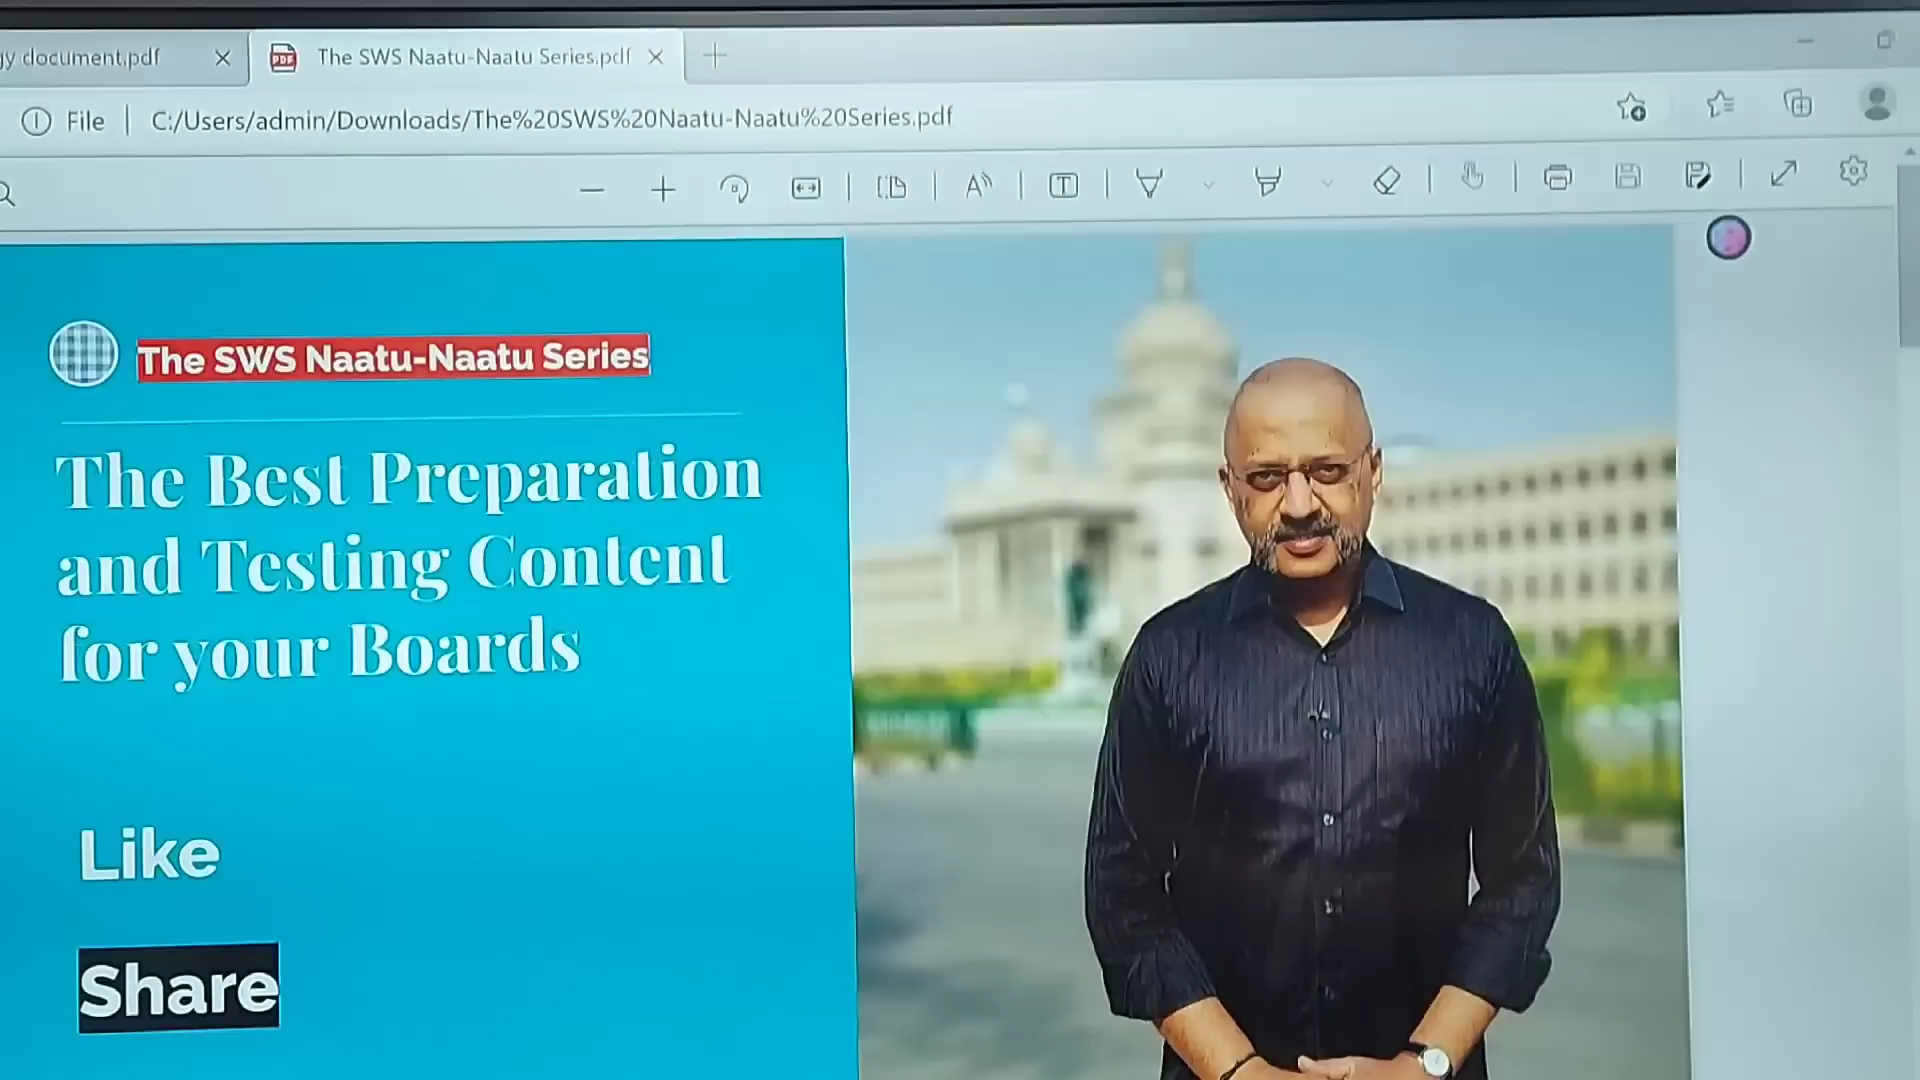 gy document.pdf
The SWS Naatu-Naatu Series.pdf
File
C:/Users/admin/Downloads/The%20SWS%20Naatu-Naatu%20Series.pdf
The SWS Naatu-Naatu Series
The Best Preparation
and Testing Content
for your Boards
Like
Share